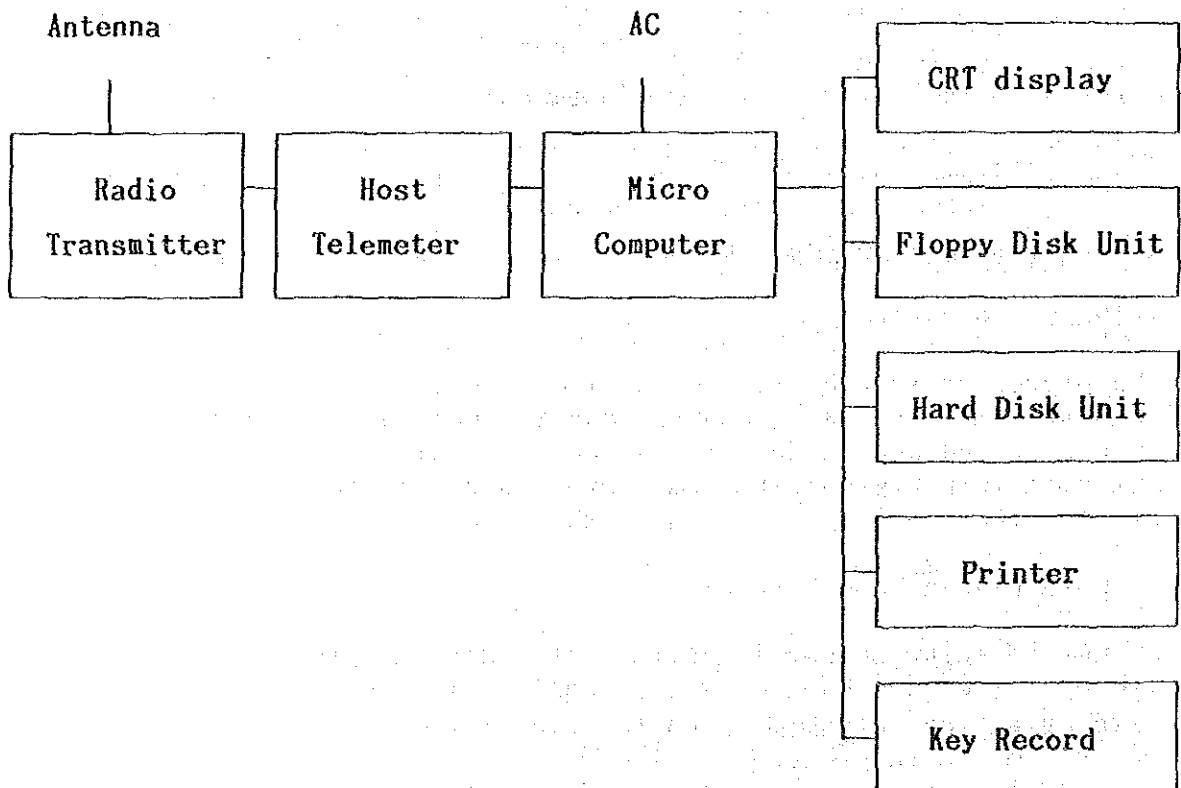 Antenna
AC
CRT display
Radio
Transmitter
Host
Telemeter
Micro
Computer
Floppy Disk Unit
Hard Disk Unit
Printer
Key Record